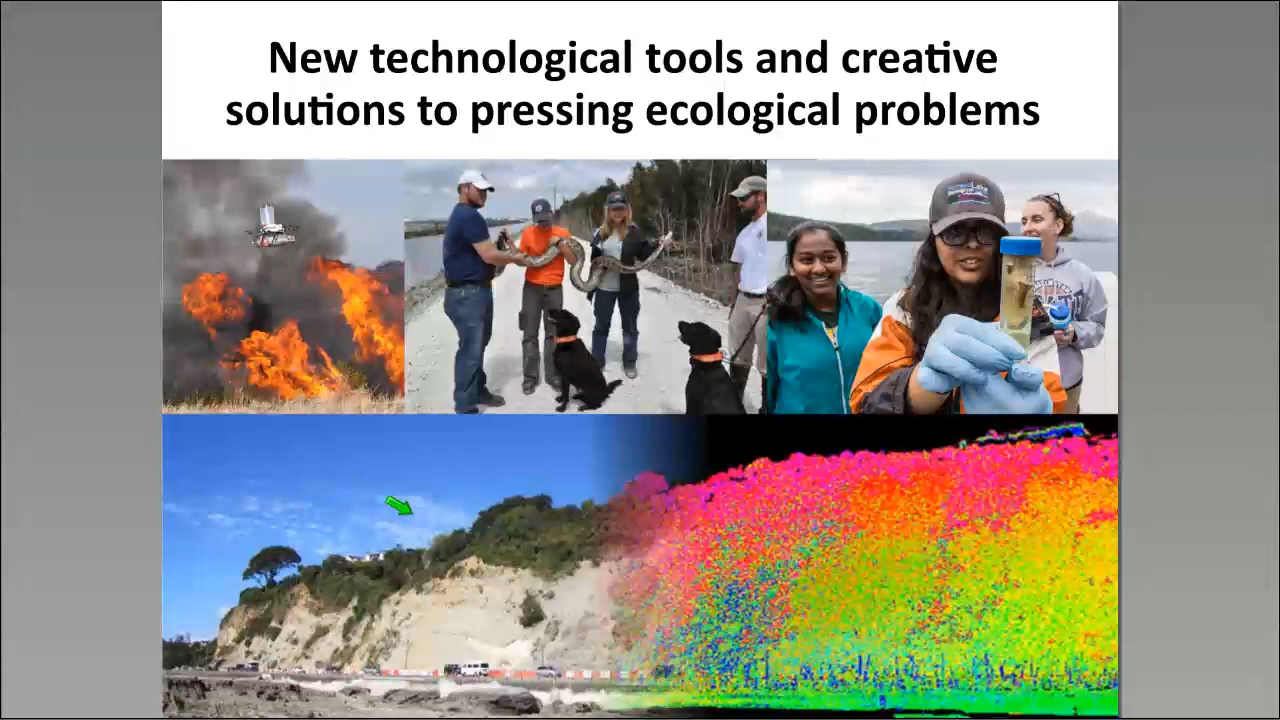 New technological tools and creative
solutions to pressing ecological problems